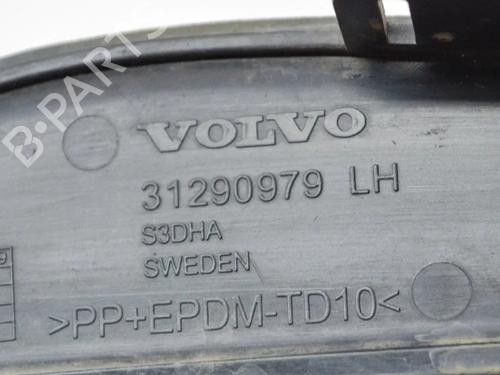 B-PARTS
VOLVO
31290979 LH
S3DHA
SWEDEN
>PP+EPDM-TD10<